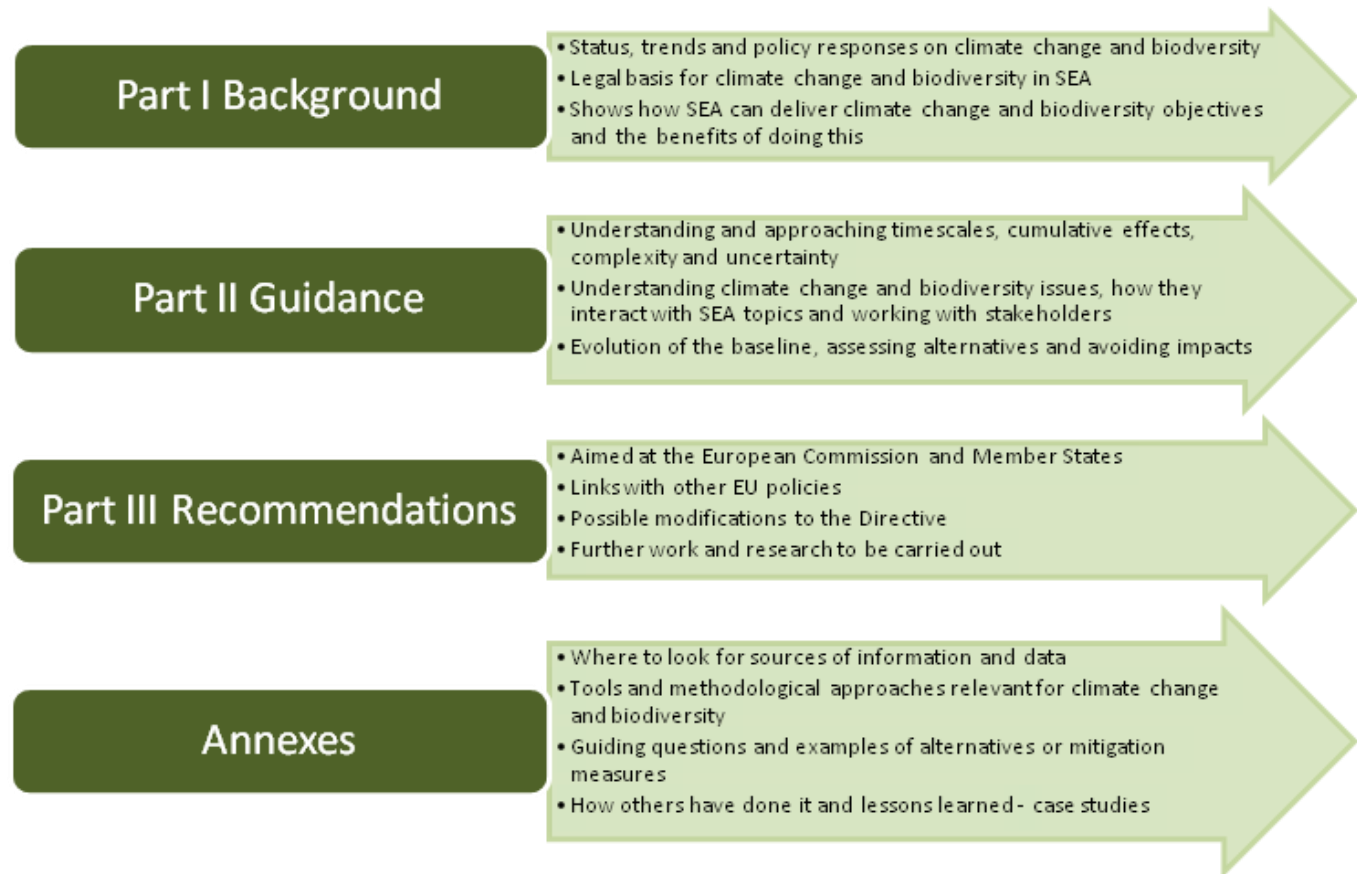 Part I Background
• Status, trends and policy responses on climate change and biodversity
• Legal basis for climate change and biodiversity in SEA
• Shows how SEA can deliver climate change and biodiversity objectives
and the benefits of doing this
Part II Guidance
• Understanding and approaching timescales, cumulative effects,
complexity and uncertainty
• Understanding climate change and biodiversity issues, how they
interact with SEA topics and working with stakeholders
• Evolution of the baseline, assessing alternatives and avoiding impacts
Part III Recommendations
• Aimed at the European Commission and Member States
• Links with other EU policies
• Possible modifications to the Directive
• Further work and research to be carried out
Annexes
• Where to look for sources of information and data
• Tools and methodological approaches relevant for climate change
and biodiversity
• Guiding questions and examples of alternatives or mitigation
measures
• How others have done it and lessons learned - case studies